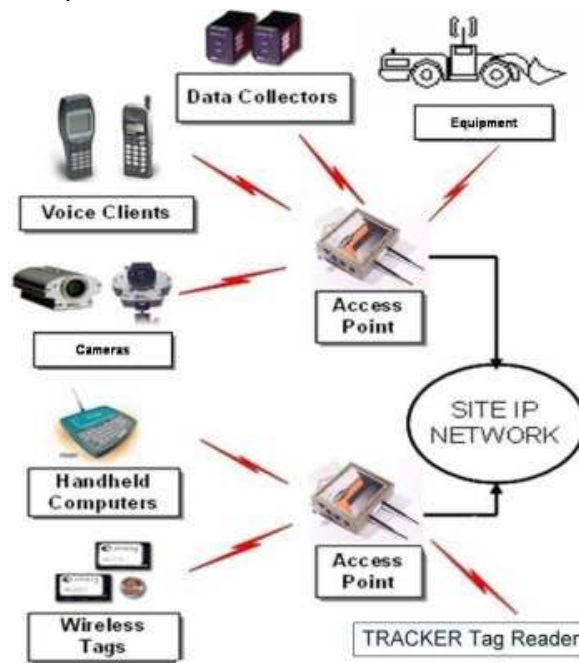 Data Collectors
Equipment
Voice Clients
Cameras
Access
Point
SITE IP
NETWORK
Handheld
Computers
Access
Point
Wireless
Tags
TRACKER Tag Reader